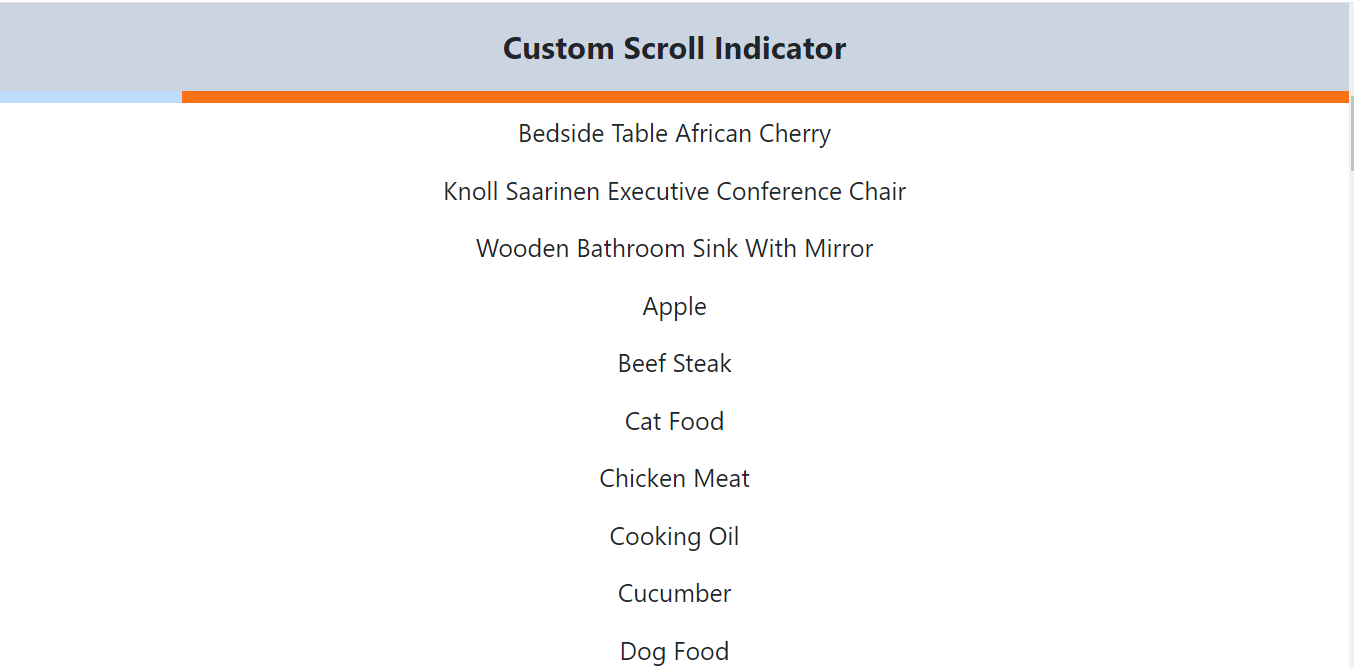 Custom Scroll Indicator
Bedside Table African Cherry
Knoll Saarinen Executive Conference Chair
Wooden Bathroom Sink With Mirror
Apple
Beef Steak
Cat Food
Chicken Meat
Cooking Oil
Cucumber
Dog Food